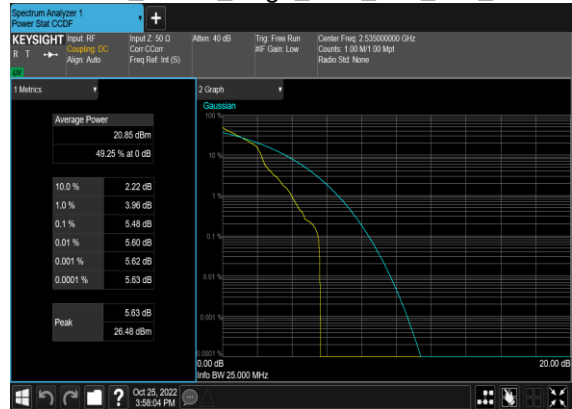 Spectrum Analyzer 1
Power Stat CCDF
KEYSIGHT
R T
LW
Input: RF
Coupling: DC
Align: Auto
Input Z: 50 Ω
Corr CCorr
Freq Ref: Int (S)
Atten: 40 dB
Trig: Free Run
#IF Gain: Low
Center Freq: 2.535000000 GHz
Counts: 1.00 M/1.00 Mpt
Radio Std: None
1 Metrics
Average Power
20.85 dBm
49.25 % at 0 dB
10.0 % 2.22 dB
1.0 % 3.96 dB
0.1 % 5.48 dB
0.01 % 5.60 dB
0.001 % 5.62 dB
0.0001 % 5.63 dB
Peak 5.63 dB
26.48 dBm
2 Graph
Gaussian
100 %
10 %
1 %
0.1 %
0.01 %
0.001 %
0.0001 %
0.00 dB 20.00 dB
Info BW 25.000 MHz
? Oct 25, 2022
3:58:04 PM